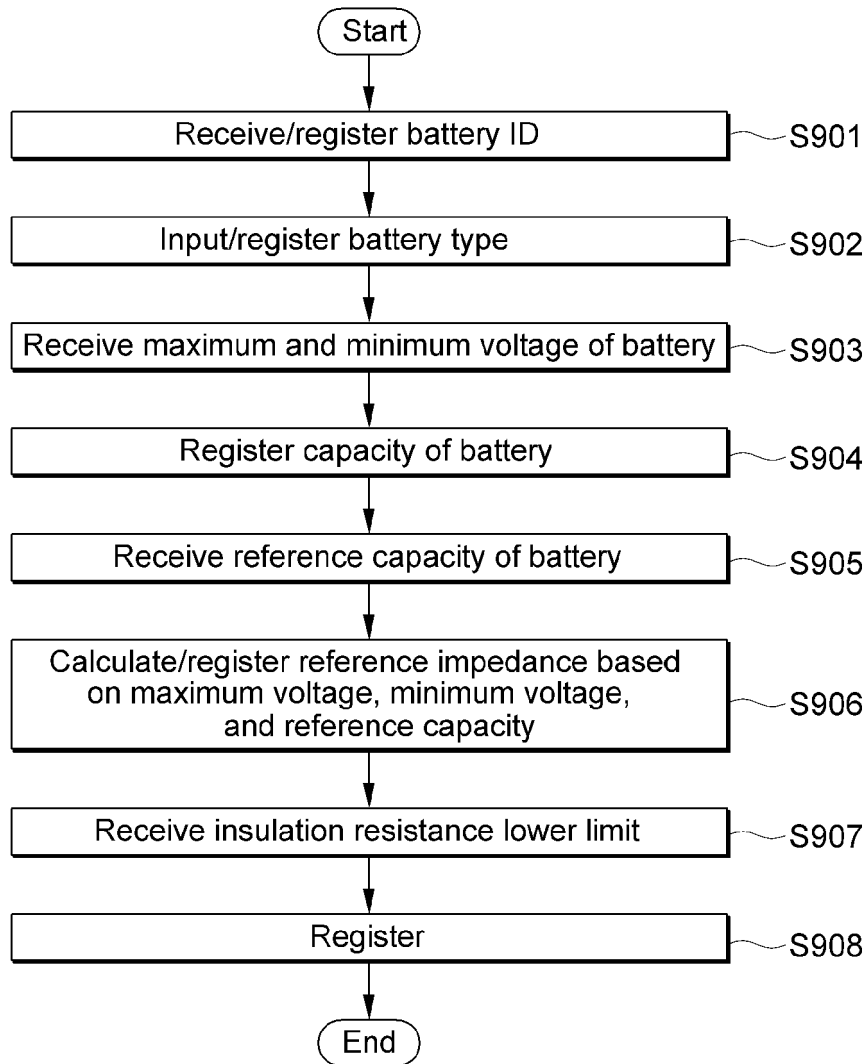 Start
Receive/register battery ID
S901
Input/register battery type
S902
Receive maximum and minimum voltage of battery
S903
Register capacity of battery
S904
Receive reference capacity of battery
S905
Calculate/register reference impedance based
on maximum voltage, minimum voltage,
and reference capacity
S906
Receive insulation resistance lower limit
S907
Register
S908
End